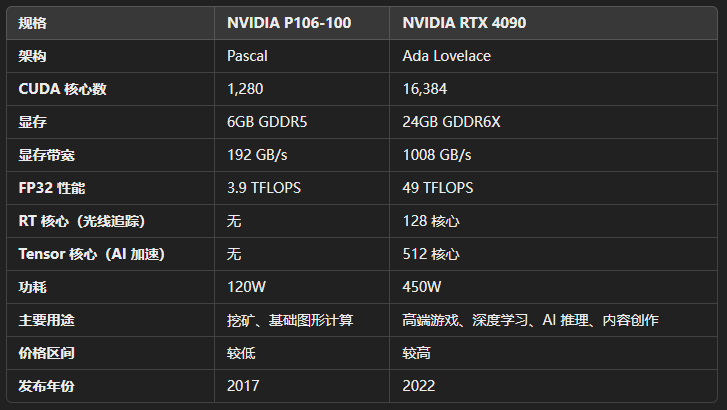 规格 NVIDIA P106-100 NVIDIA RTX 4090
架构 Pascal Ada Lovelace
CUDA 核心数 1,280 16,384
显存 6GB GDDR5 24GB GDDR6X
显存带宽 192 GB/s 1008 GB/s
FP32 性能 3.9 TFLOPS 49 TFLOPS
RT 核心（光线追踪） 无 128 核心
Tensor 核心（AI 加速） 无 512 核心
功耗 120W 450W
主要用途 挖矿、基础图形计算 高端游戏、深度学习、AI 推理、内容创作
价格区间 较低 较高
发布年份 2017 2022